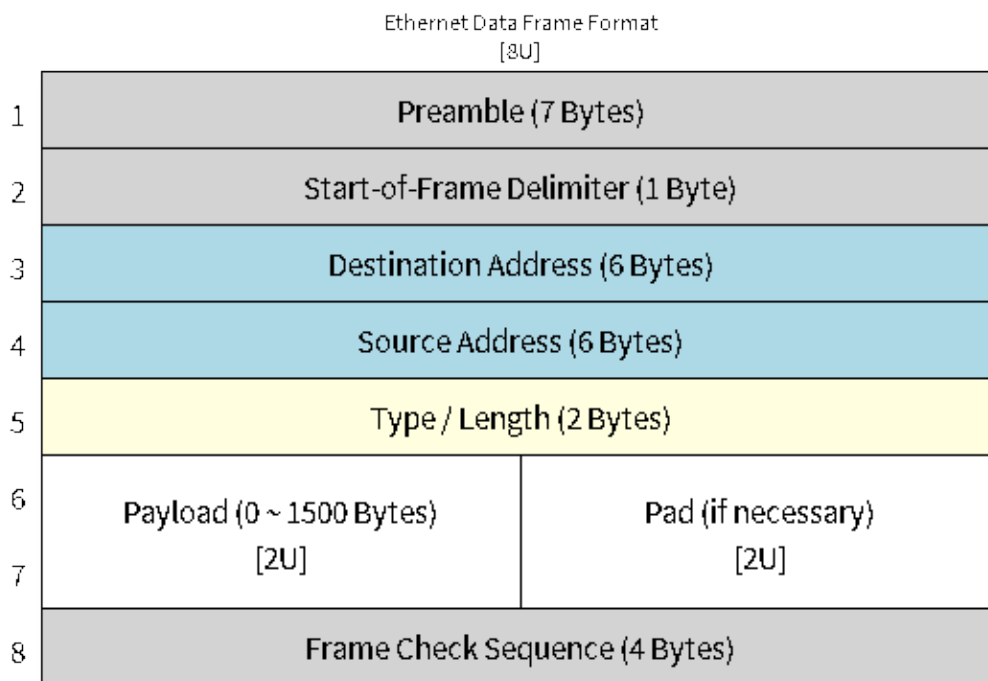 Ethernet Data Frame Format
[8U]
1 Preamble (7 Bytes)
2 Start-of-Frame Delimiter (1 Byte)
3 Destination Address (6 Bytes)
4 Source Address (6 Bytes)
5 Type / Length (2 Bytes)
6 Payload (0 ~ 1500 Bytes) Pad (if necessary)
7 [2U] [2U]
8 Frame Check Sequence (4 Bytes)